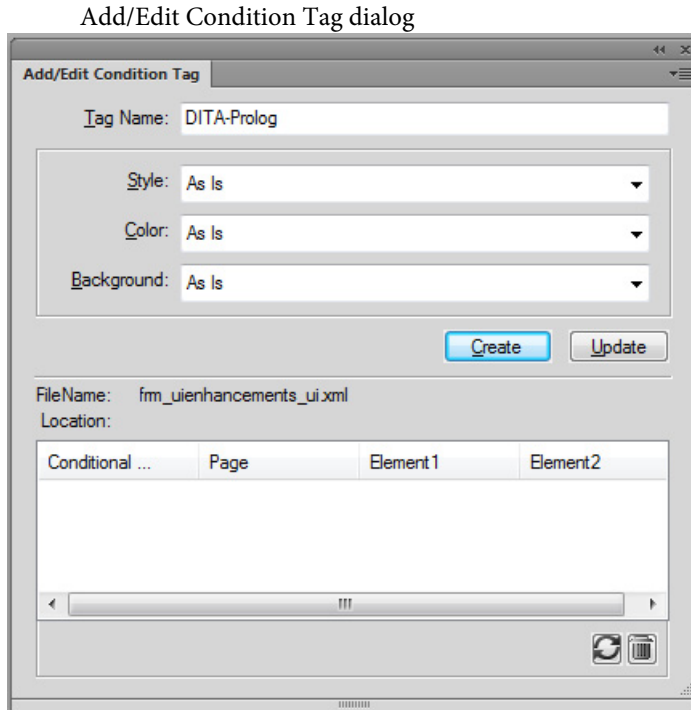 Add/Edit Condition Tag dialog
Add/Edit Condition Tag
Tag Name: DITA-Prolog
Style: As Is
Color: As Is
Background: As Is
Create Update
FileName: frm_uienhancements_ui.xml
Location:
Conditional ... Page Element1 Element2